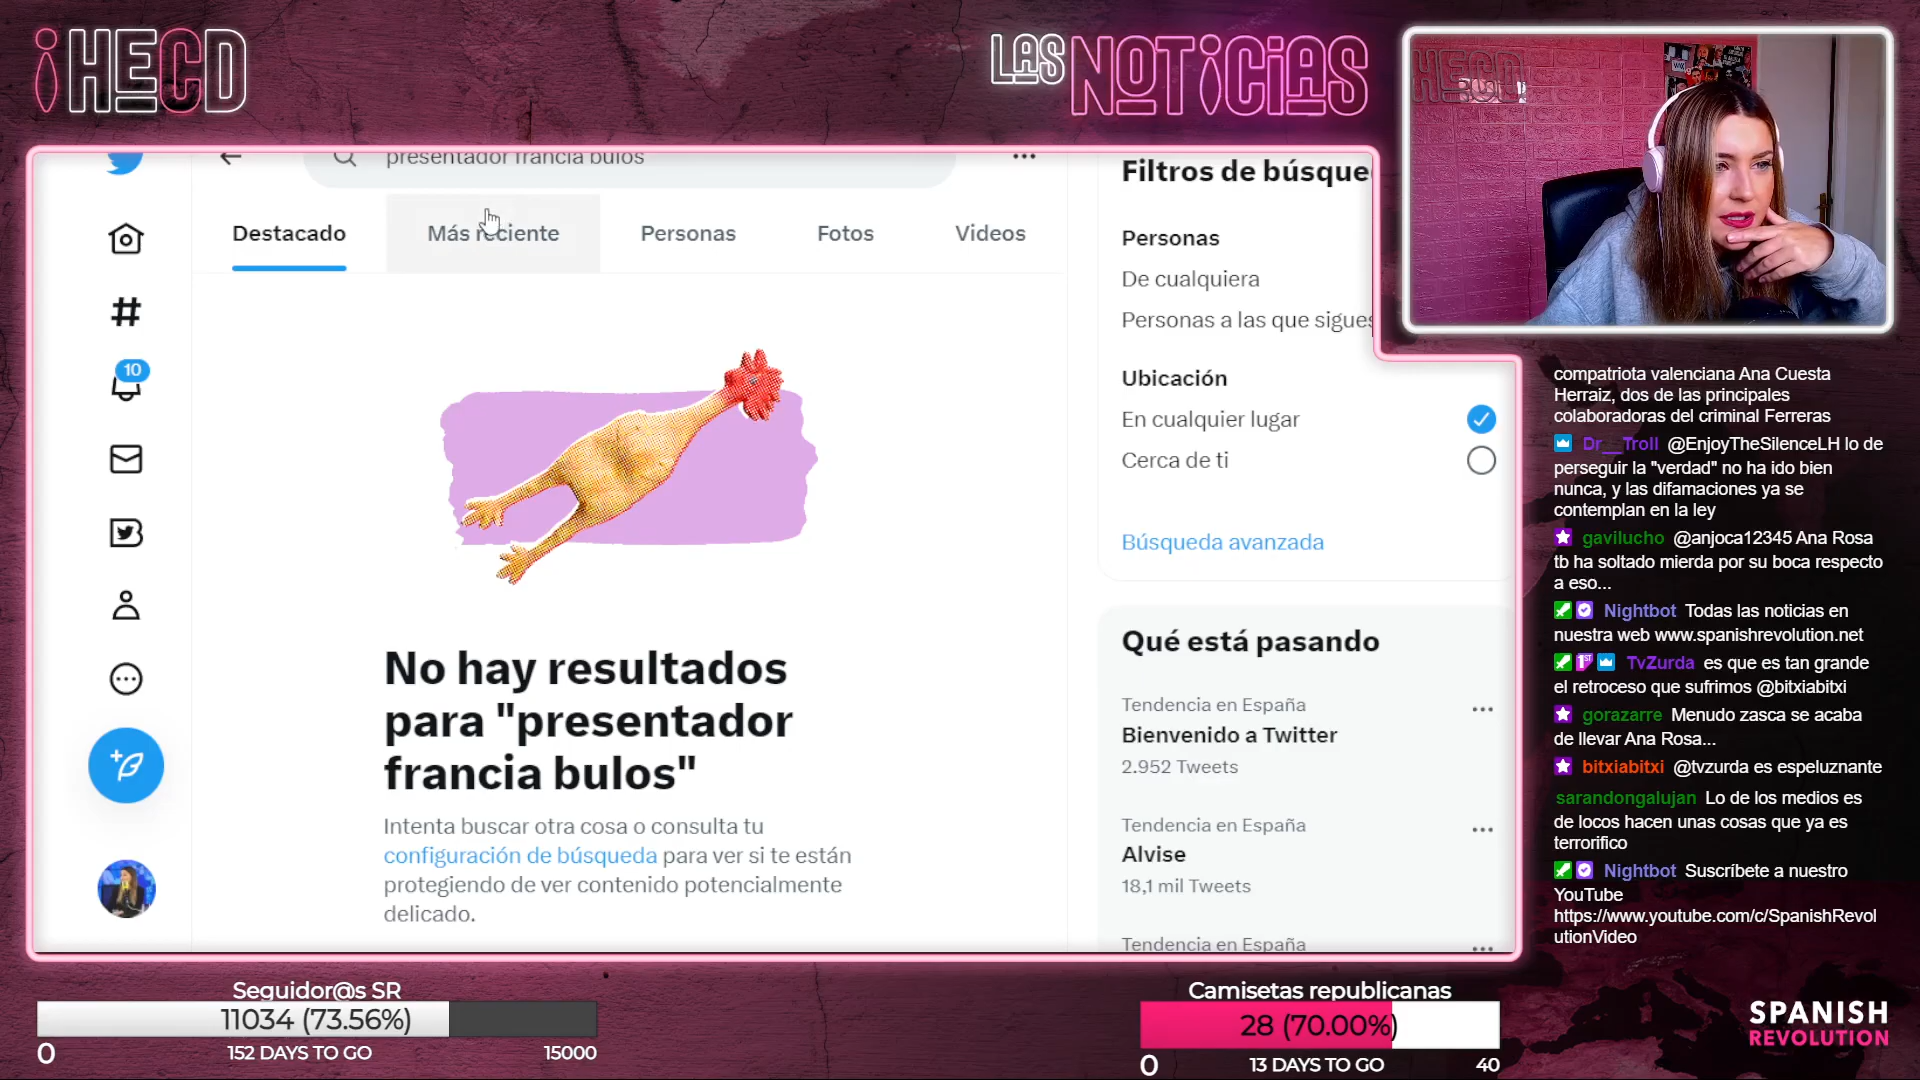 ¡HECD
LAS NOTICIAS
HECD
presentador francia bulos
Destacado
Más reciente
Personas
Fotos
Videos
10
No hay resultados
para "presentador
francia bulos"
Intenta buscar otra cosa o consulta tu
configuración de búsqueda para ver si te están
protegiendo de ver contenido potencialmente
delicado.
Filtros de búsque
Personas
De cualquiera
Personas a las que sigues
Ubicación
En cualquier lugar
Cerca de ti
Búsqueda avanzada
Qué está pasando
Tendencia en España
Bienvenido a Twitter
2.952 Tweets
Tendencia en España
Alvise
18,1 mil Tweets
Tendencia en España
compatriota valenciana Ana Cuesta
Herraiz, dos de las principales
colaboradoras del criminal Ferreras
Dr__Troll @EnjoyTheSilenceLH lo de
perseguir la "verdad" no ha ido bien
nunca, y las difamaciones ya se
contemplan en la ley
gavilucho @anjoca12345 Ana Rosa
tb ha soltado mierda por su boca respecto
a eso...
Nightbot Todas las noticias en
nuestra web www.spanishrevolution.net
TvZurda es que es tan grande
el retroceso que sufrimos @bitxiabitxi
gorazarre Menudo zasca se acaba
de llevar Ana Rosa...
bitxiabitxi @tvzurda es espeluznante
sarandongalujan Lo de los medios es
de locos hacen unas cosas que ya es
terrorifico
Nightbot Suscríbete a nuestro
YouTube
https://www.youtube.com/c/SpanishRevol
utionVideo
Seguidor@s SR
11034 (73.56%)
0
152 DAYS TO GO
15000
Camisetas republicanas
28 (70.00%)
0
13 DAYS TO GO
40
SPANISH
REVOLUTION